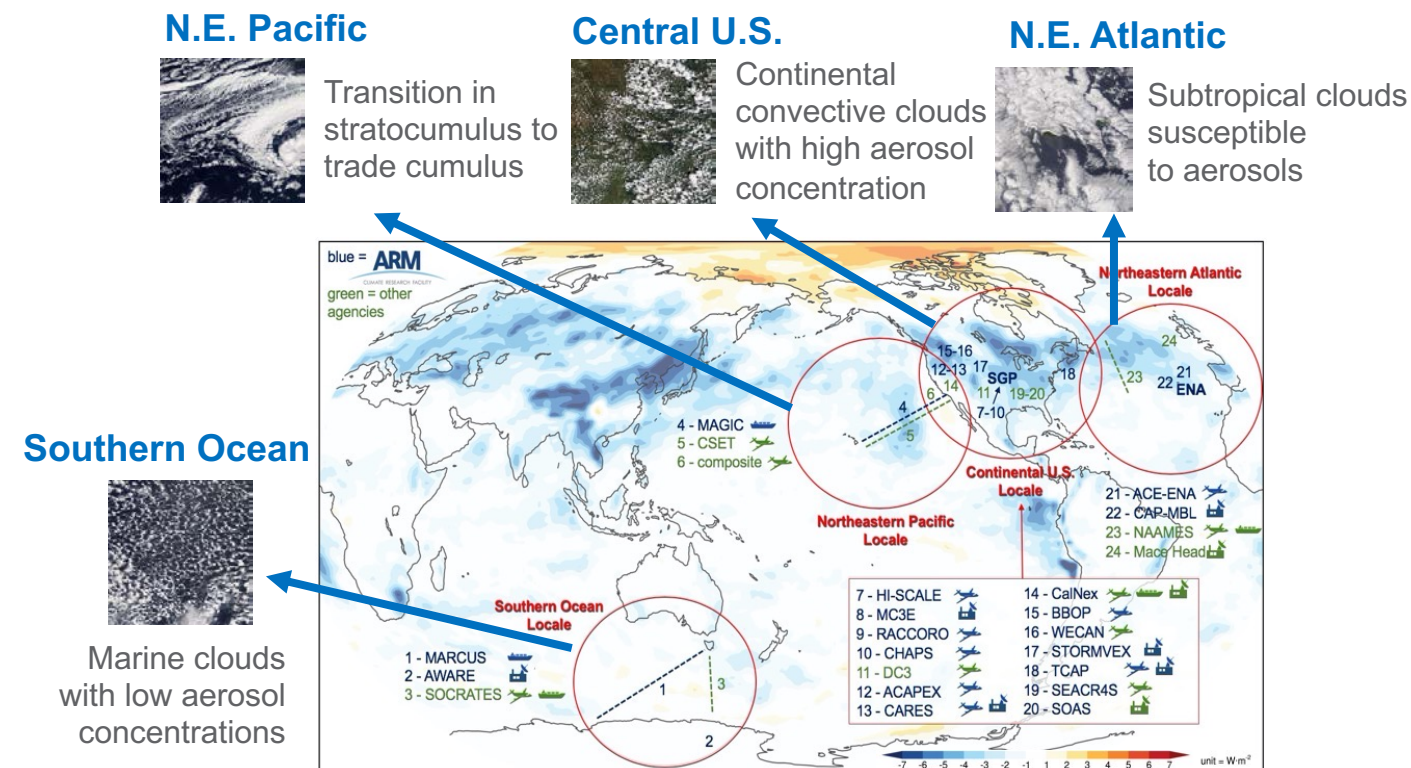 N.E. Pacific
Transition in
stratocumulus to
trade cumulus
Central U.S.
Continental
convective clouds
with high aerosol
concentration
N.E. Atlantic
Subtropical clouds
susceptible
to aerosols
Southern Ocean
Marine clouds
with low aerosol
concentrations
blue = ARM
CLIMATE RESEARCH FACILITY
green = other
agencies
Northeastern Atlantic
Locale
15-16
12-13
17
SGP
18
14
11
19-20
6
7-10
4
5
24
23
22
21
ENA
4 - MAGIC
5 - CSET
6 - composite
Northeastern Pacific
Locale
Continental U.S.
Locale
21 - ACE-ENA
22 - CAP-MBL
23 - NAAMES
24 - Mace Head
Southern Ocean
Locale
1 - MARCUS
2 - AWARE
3 - SOCRATES
1
3
2
7 - HI-SCALE
8 - MC3E
9 - RACCORO
10 - CHAPS
11 - DC3
12 - ACAPEX
13 - CARES
14 - CalNex
15 - BBOP
16 - WECAN
17 - STORMVEX
18 - TCAP
19 - SEACR4S
20 - SOAS
-7 -6 -5 -4 -3 -2 -1 1 2 3 4 5 6 7
unit = W·m⁻²